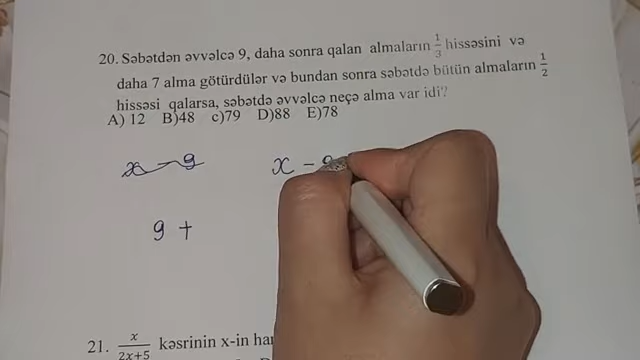 20. Səbətdən əvvəlcə 9, daha sonra qalan almaların 1/3 hissəsini və
daha 7 alma götürdülər və bundan sonra səbətdə bütün almaların 1/2
hissəsi qalarsa, səbətdə əvvəlcə neçə alma var idi?
A) 12 B)48 c)79 D)88 E)78
x - 9 x - 9
9 +
21. x/2x+5 kəsrinin x-in